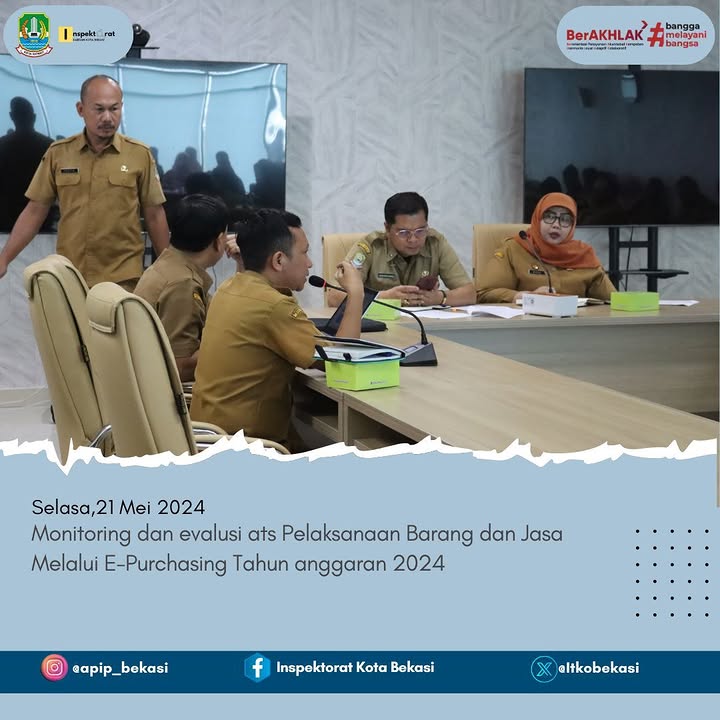 Inspektorat
BerAKHLAK
#bangga
melayani
bangsa
Selasa,21 Mei 2024
Monitoring dan evalusi ats Pelaksanaan Barang dan Jasa
Melalui E-Purchasing Tahun anggaran 2024
@apip_bekasi
Inspektorat Kota Bekasi
@Itkobekasi